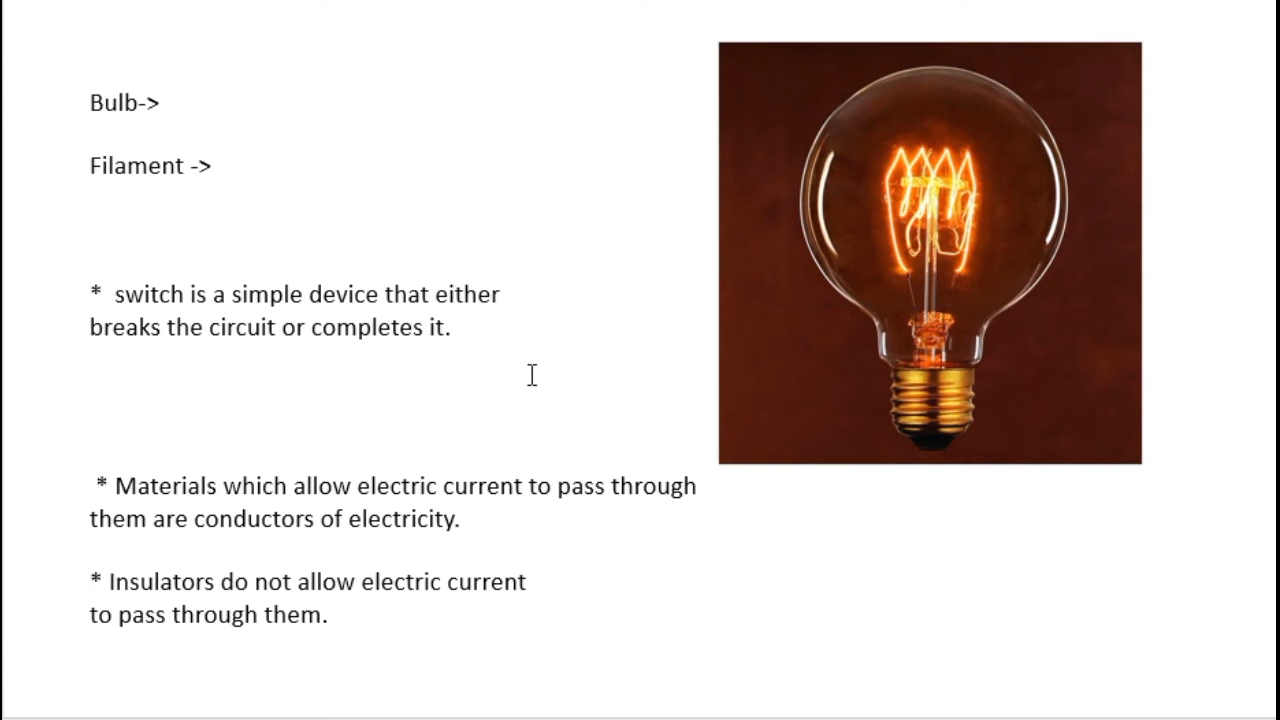 Bulb->
Filament ->
*  switch is a simple device that either
breaks the circuit or completes it.
* Materials which allow electric current to pass through
them are conductors of electricity.
* Insulators do not allow electric current
to pass through them.